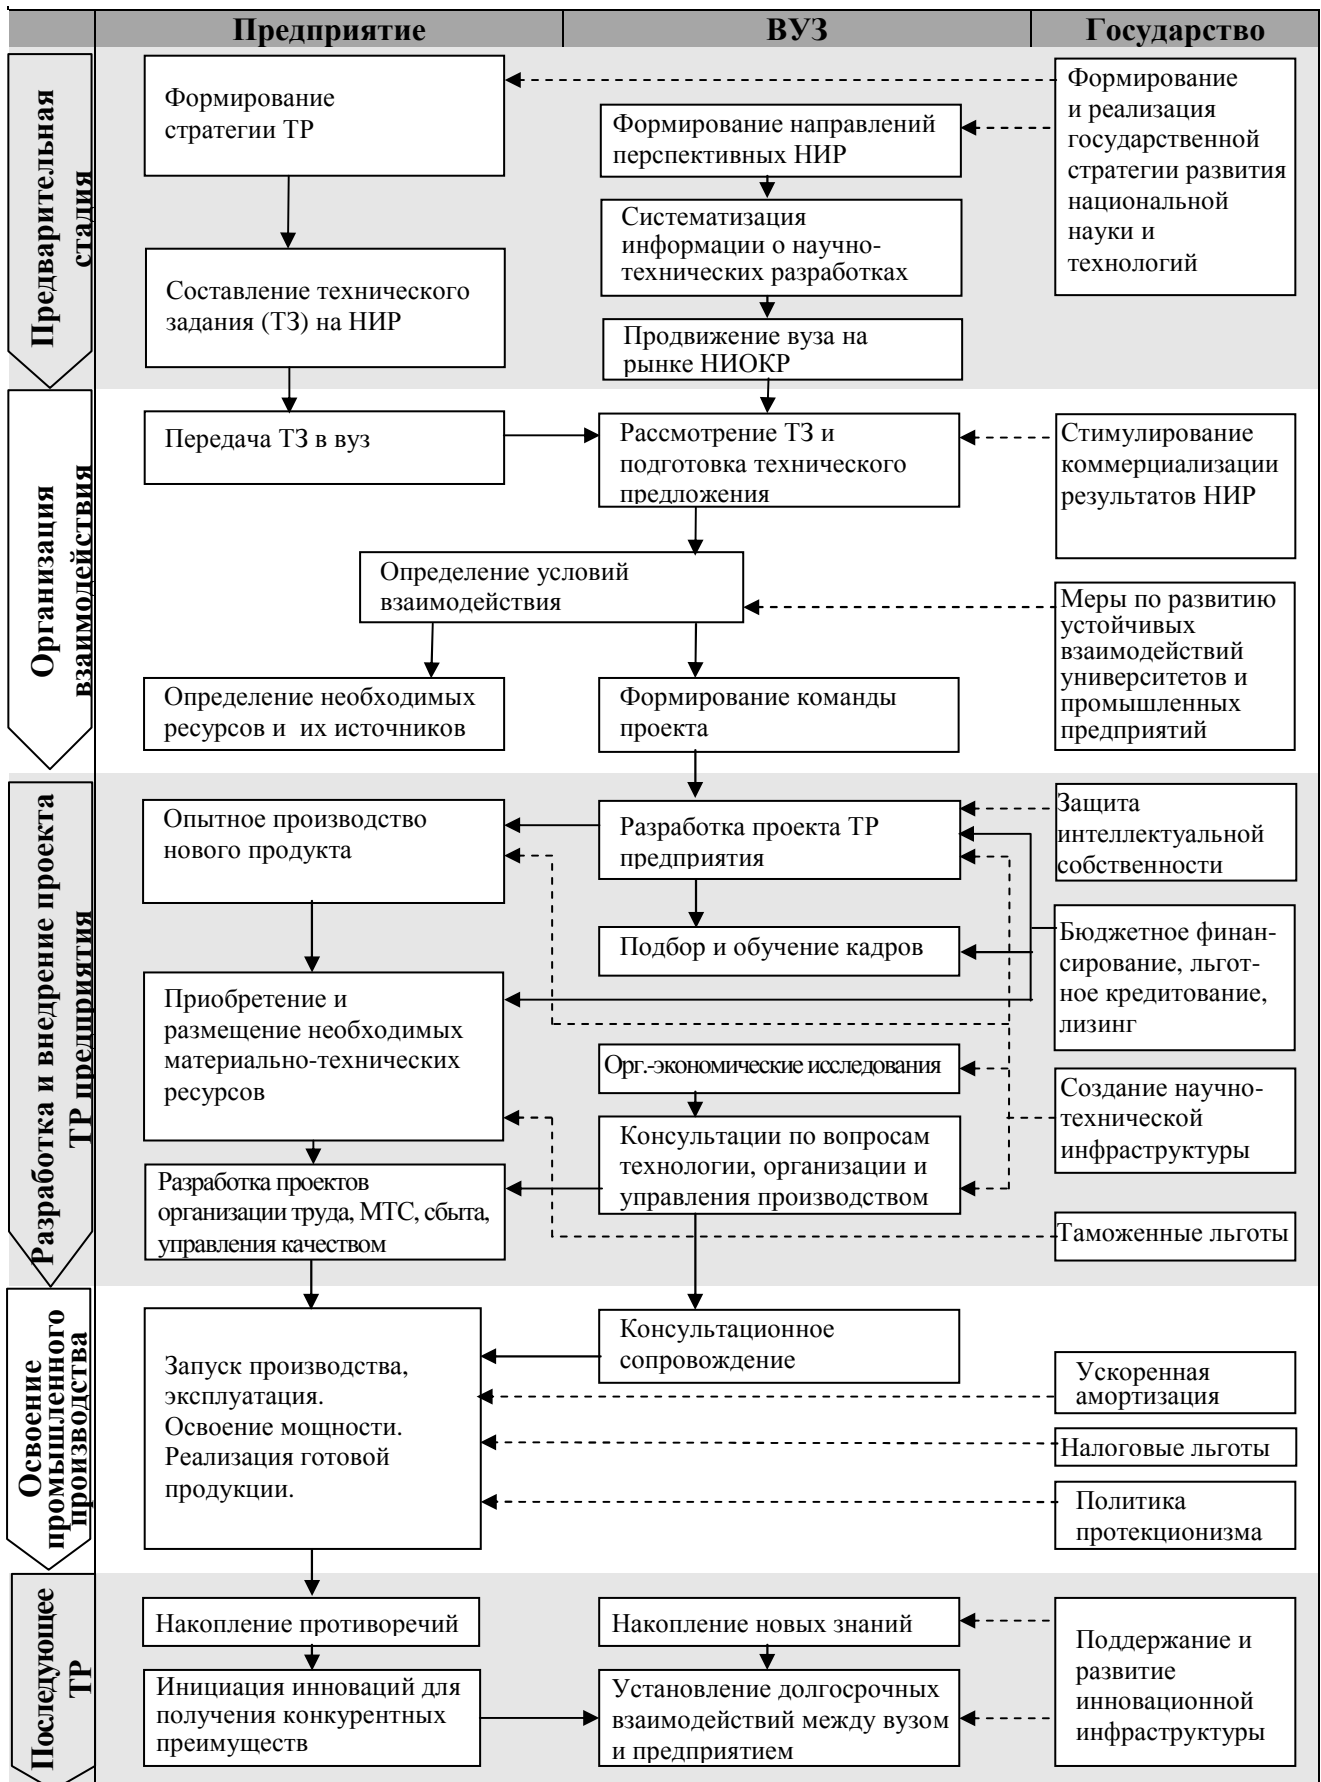 Предприятие
ВУЗ
Государство
Предварительная
стадия
Формирование
стратегии ТР
Составление технического
задания (ТЗ) на НИР
Формирование направлений
перспективных НИР
Систематизация
информации о научно-
технических разработках
Продвижение вуза на
рынке НИОКР
Формирование
и реализация
государственной
стратегии развития
национальной
науки и
технологий
Организация
взаимодействия
Передача ТЗ в вуз
Рассмотрение ТЗ и
подготовка технического
предложения
Стимулирование
коммерциализации
результатов НИР
Определение условий
взаимодействия
Меры по развитию
устойчивых
взаимодействий
университетов и
промышленных
предприятий
Определение необходимых
ресурсов и  их источников
Формирование команды
проекта
Разработка и внедрение проекта
ТР предприятия
Опытное производство
нового продукта
Разработка проекта ТР
предприятия
Защита
интеллектуальной
собственности
Подбор и обучение кадров
Бюджетное финан-
сирование, льгот-
ное кредитование,
лизинг
Приобретение и
размещение необходимых
материально-технических
ресурсов
Орг.-экономические исследования
Создание научно-
технической
инфраструктуры
Консультации по вопросам
технологии, организации и
управления производством
Разработка проектов
организации труда, МТС, сбыта,
управления качеством
Таможенные льготы
Освоение
промышленного
производства
Запуск производства,
эксплуатация.
Освоение мощности.
Реализация готовой
продукции.
Консультационное
сопровождение
Ускоренная
амортизация
Налоговые льготы
Политика
протекционизма
Последующее
ТР
Накопление противоречий
Накопление новых знаний
Поддержание и
развитие
инновационной
инфраструктуры
Инициация инноваций для
получения конкурентных
преимуществ
Установление долгосрочных
взаимодействий между вузом
и предприятием